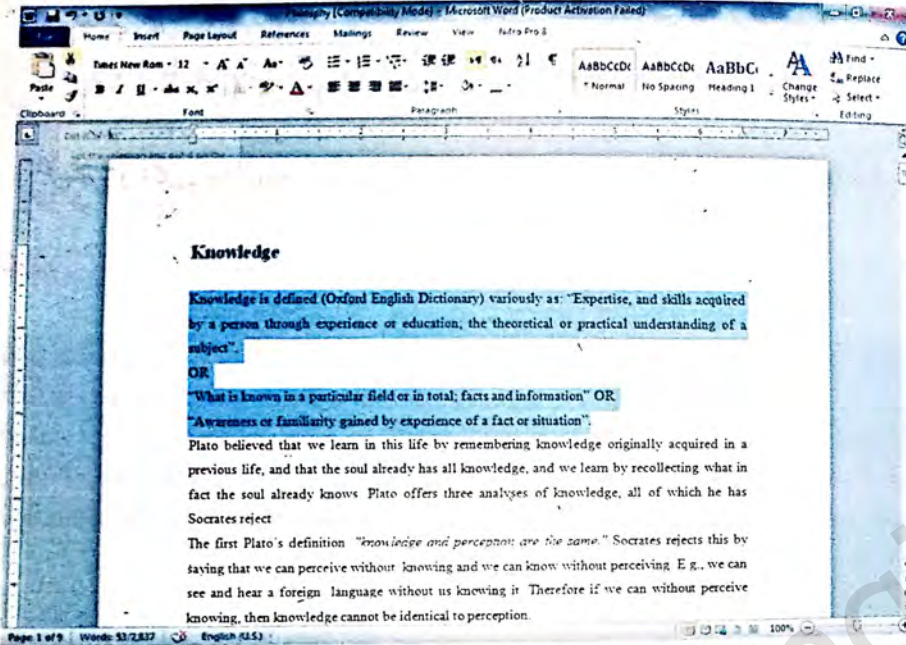 [Compatibility Mode] - Microsoft Word (Product Activation Failed)
Home Insert Page Layout References Mailings Review View Nitro Pro 8
Times New Rom 12 A A Aa
Paste
B I U abc x, x² A
AaBbCcDc AaBbCcDc AaBbC
Normal No Spacing Heading 1
Change Styles
Find
Replace
Select
Clipboard Font Paragraph Styles Editing
Knowledge
Knowledge is defined (Oxford English Dictionary) variously as: "Expertise, and skills acquired
by a person through experience or education; the theoretical or practical understanding of a
subject".
OR
"What is known in a particular field or in total; facts and information" OR
"Awareness or familiarity gained by experience of a fact or situation".
Plato believed that we learn in this life by remembering knowledge originally acquired in a
previous life, and that the soul already has all knowledge, and we learn by recollecting what in
fact the soul already knows. Plato offers three analyses of knowledge, all of which he has
Socrates reject
The first Plato's definition "knowledge and perception are the same." Socrates rejects this by
saying that we can perceive without knowing and we can know without perceiving. E.g., we can
see and hear a foreign language without us knowing it. Therefore if we can without perceive
knowing, then knowledge cannot be identical to perception.
Page: 1 of 9 Words: 53/2,837 English (U.S.) 100%